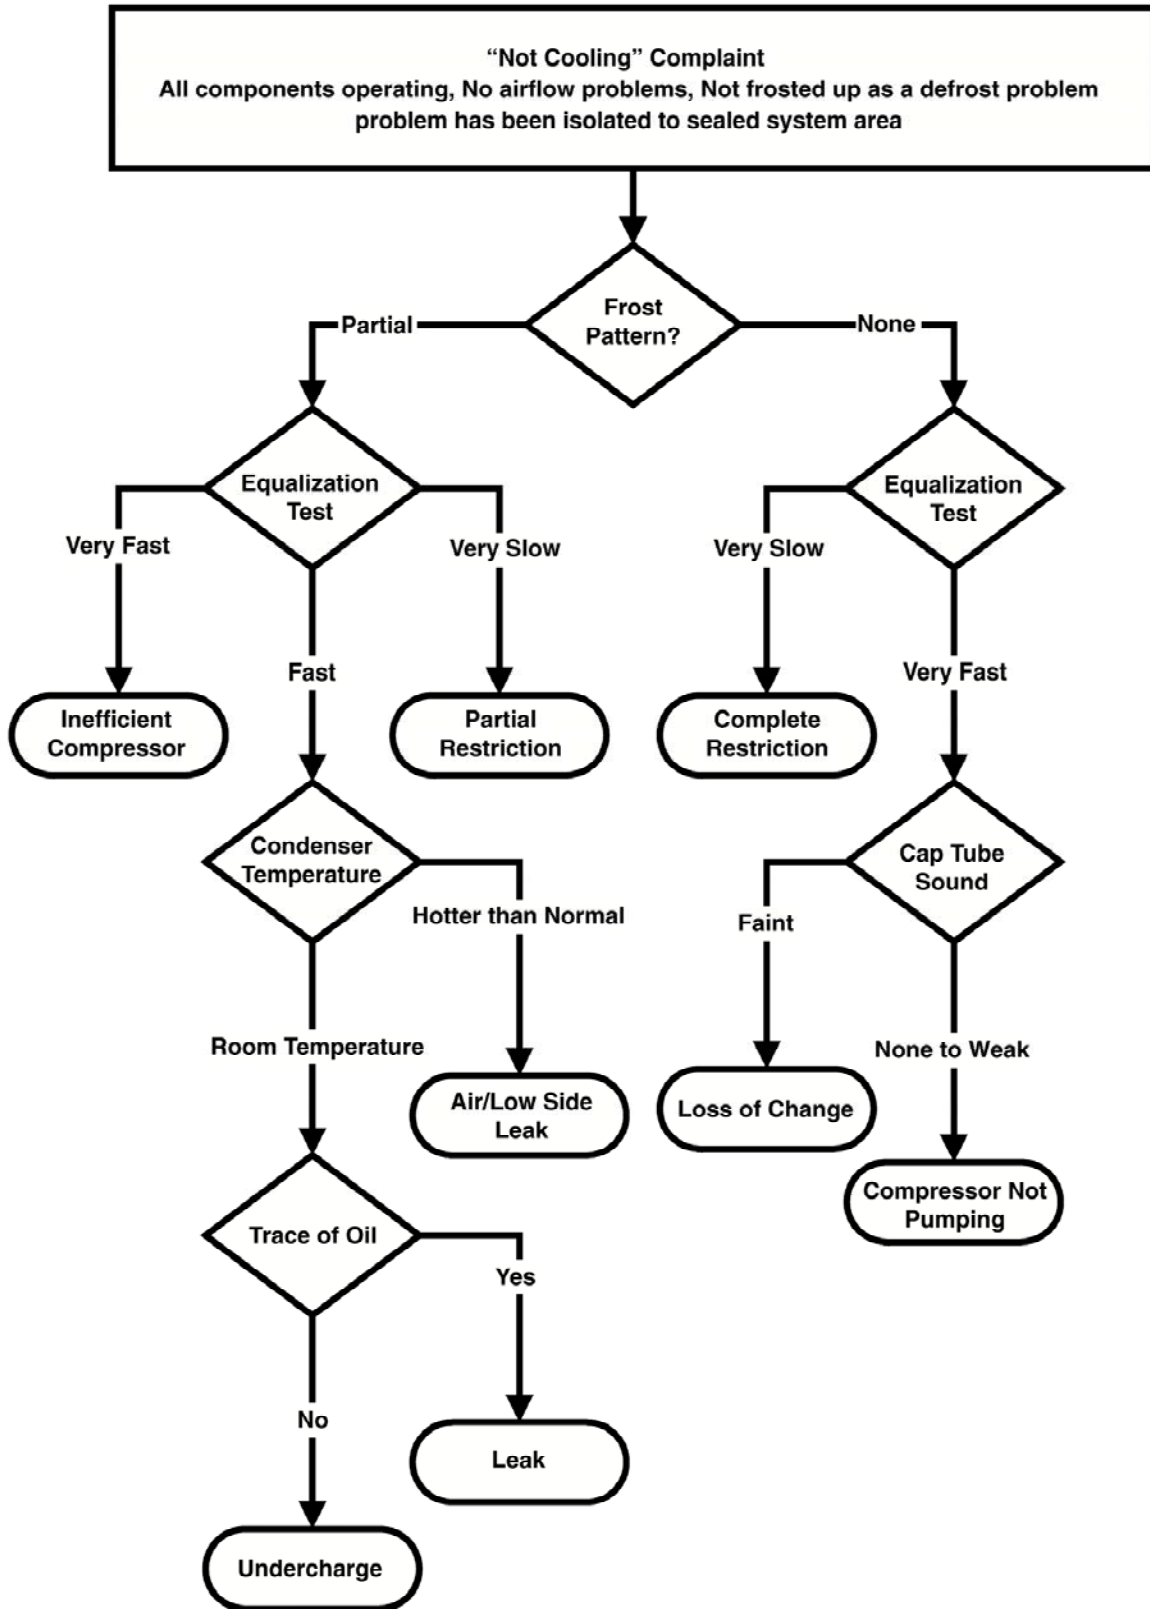 “Not Cooling” Complaint
All components operating, No airflow problems, Not frosted up as a defrost problem
problem has been isolated to sealed system area
Frost
Pattern?
Partial
None
Equalization
Test
Equalization
Test
Very Fast
Very Slow
Very Slow
Fast
Very Fast
Inefficient
Compressor
Partial
Restriction
Complete
Restriction
Condenser
Temperature
Cap Tube
Sound
Hotter than Normal
Faint
Room Temperature
None to Weak
Air/Low Side
Leak
Loss of Change
Compressor Not
Pumping
Trace of Oil
Yes
No
Leak
Undercharge